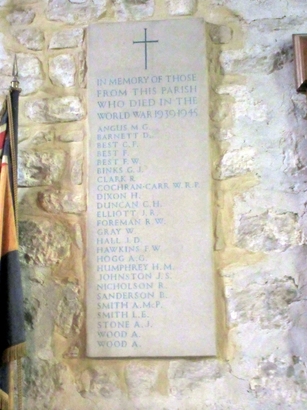 IN MEMORY OF THOSE
FROM THIS PARISH
WHO DIED IN THE
WORLD WAR 1939-1945
ANGUS M.G.
BARNETT D.
BEST C.F.
BEST F.
BEST F.W.
BINKS G.J.
CLARK R.
COCHRAN-CARR W.R.P.
DIXON H.
DUNCAN G.H.
ELLIOTT J.R.
FOREMAN R.W.
GRAY W.
HALL J.D.
HAWKINS J.W.
HOGG A.G.
HUMPHREY H.M.
JOHNSTON J.S.
NICHOLSON R.
SANDERSON E.
SMITH A.McP.
SMITH L.E.
STONE A.J.
WOOD A.
WOOD A.